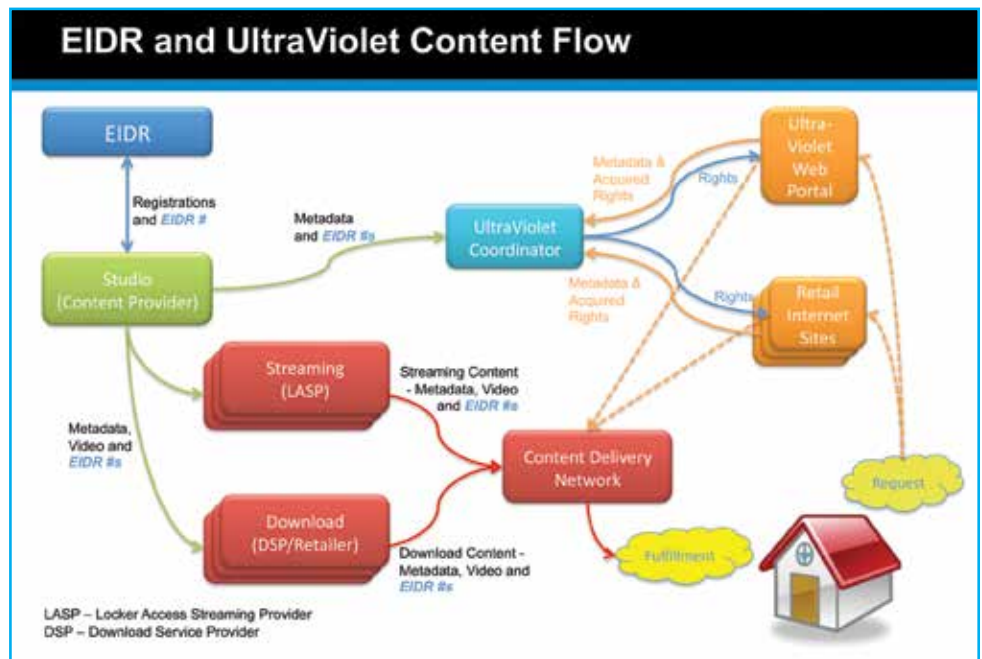 EIDR and UltraViolet Content Flow
EIDR
Registrations
and EIDR #
Studio
(Content Provider)
Metadata
and EIDR #s
UltraViolet
Coordinator
Metadata &
Acquired
Rights
Rights
Ultra-
Violet
Web
Portal
Metadata &
Acquired
Rights
Rights
Retail
Internet
Sites
Streaming
(LASP)
Streaming Content
- Metadata, Video
and EIDR #s
Metadata,
Video and
EIDR #s
Content Delivery
Network
Request
Download
(DSP/Retailer)
Download Content -
Metadata, Video and
EIDR #s
Fulfillment
LASP – Locker Access Streaming Provider
DSP – Download Service Provider